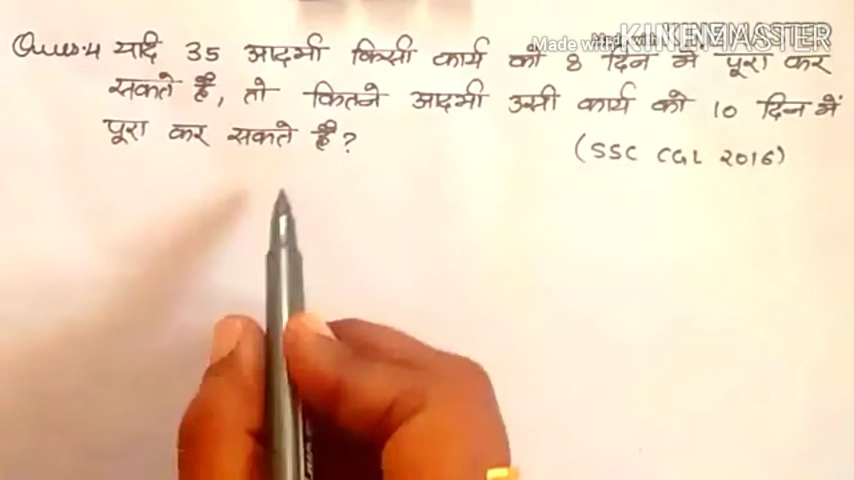 Made with KINEMASTER
Ques:4 यदि 35 आदमी किसी कार्य को 8 दिन में पूरा कर
सकते हैं, तो कितने आदमी उसी कार्य को 10 दिन में
पूरा कर सकते हैं?
(SSC CGL 2016)